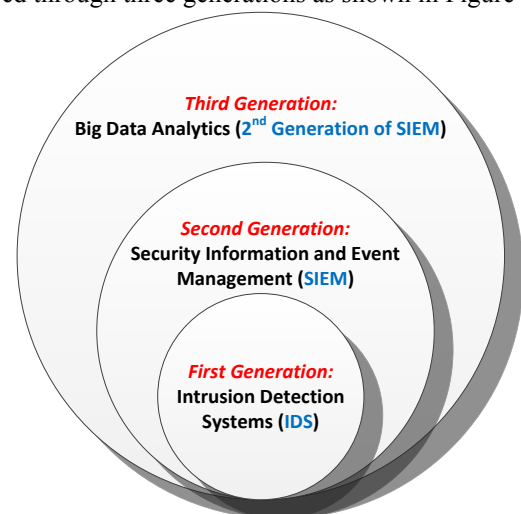 ed through three generations as shown in Figure
Third Generation:
Big Data Analytics (2nd Generation of SIEM)
Second Generation:
Security Information and Event
Management (SIEM)
First Generation:
Intrusion Detection
Systems (IDS)